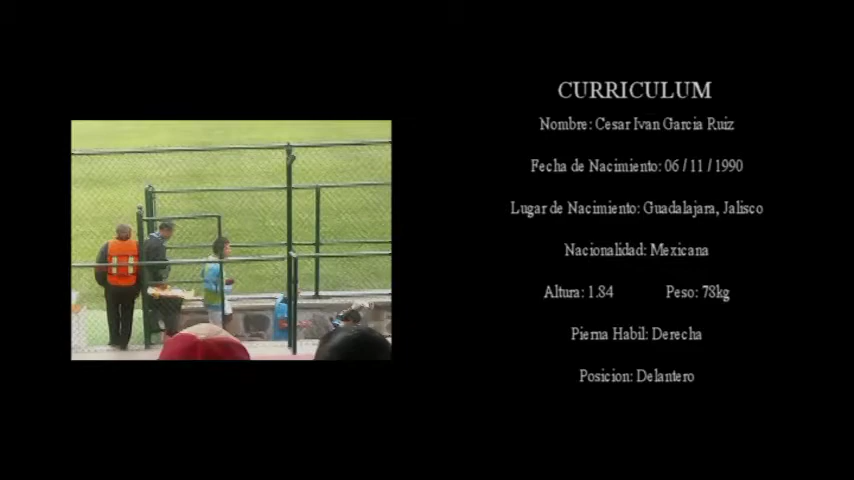 CURRICULUM
Nombre: Cesar Ivan Garcia Ruiz
Fecha de Nacimiento: 06 / 11 / 1990
Lugar de Nacimiento: Guadalajara, Jalisco
Nacionalidad: Mexicana
Altura: 1.84 Peso: 78kg
Pierna Habil: Derecha
Posicion: Delantero